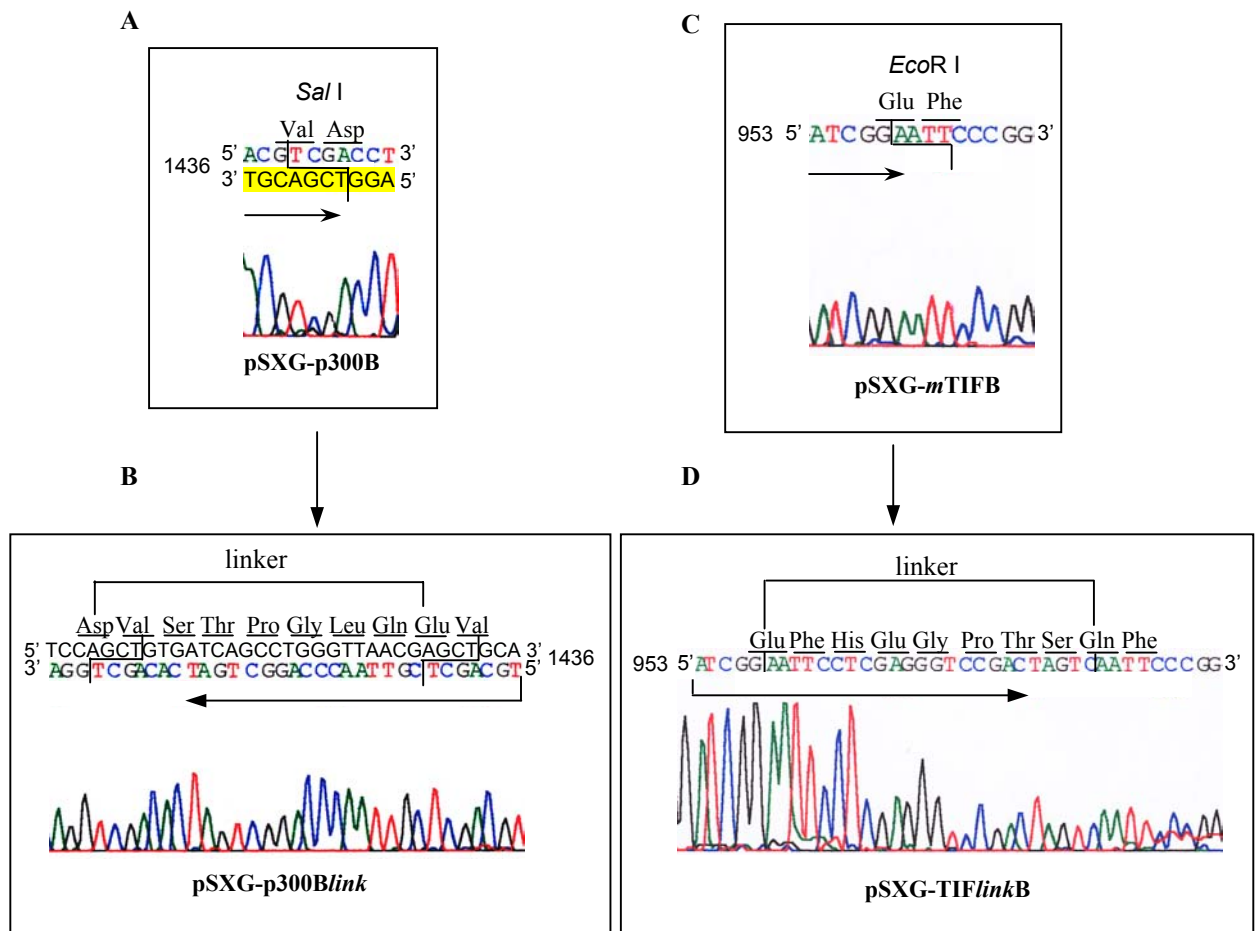 A
Sal I
Val Asp
1436 5’ ACGTCGACCT 3’
3’ TGCAGCTGGA 5’
pSXG-p300B
C
EcoR I
Glu Phe
953 5’ ATCGGAATTCCCGG 3’
pSXG-mTIFB
B
linker
Asp Val Ser Thr Pro Gly Leu Gln Glu Val
5’ TCCAGCTGTGATCAGCCTGGGTTAACGAGCTGCA 3’
3’ AGGTCGACACTAGTCGGACCCAATTGCTCGACGT 5’ 1436
pSXG-p300Blink
D
linker
Glu Phe His Glu Gly Pro Thr Ser Gln Phe
953 5’ ATCGGAATTCCTCGAGGGTCCGACTAGTCAATTCCCGG 3’
pSXG-TIFlinkB